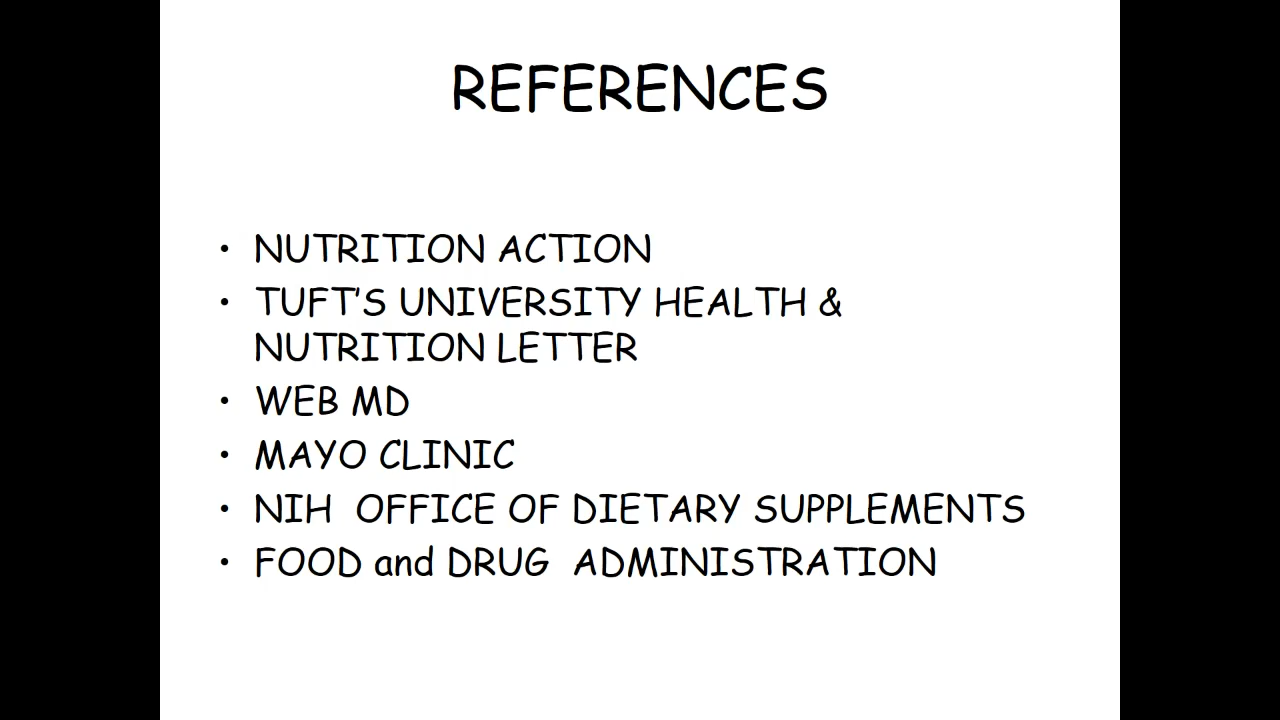 REFERENCES
• NUTRITION ACTION
• TUFT'S UNIVERSITY HEALTH &
NUTRITION LETTER
• WEB MD
• MAYO CLINIC
• NIH  OFFICE OF DIETARY SUPPLEMENTS
• FOOD and DRUG  ADMINISTRATION